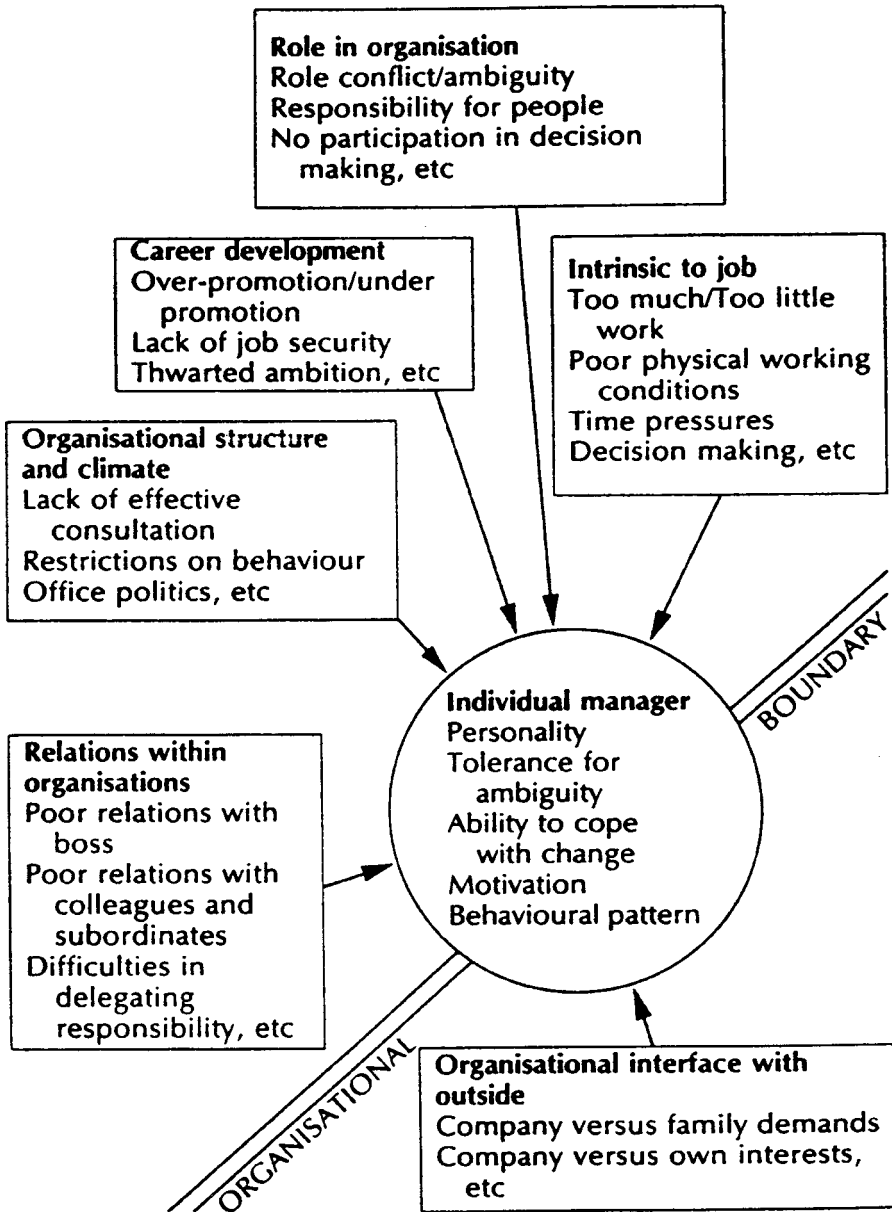 Role in organisation
Role conflict/ambiguity
Responsibility for people
No participation in decision
making, etc
Career development
Over-promotion/under
promotion
Lack of job security
Thwarted ambition, etc
Intrinsic to job
Too much/Too little
work
Poor physical working
conditions
Time pressures
Decision making, etc
Organisational structure
and climate
Lack of effective
consultation
Restrictions on behaviour
Office politics, etc
Individual manager
Personality
Tolerance for
ambiguity
Ability to cope
with change
Motivation
Behavioural pattern
Relations within
organisations
Poor relations with
boss
Poor relations with
colleagues and
subordinates
Difficulties in
delegating
responsibility, etc
ORGANISATIONAL
BOUNDARY
Organisational interface with
outside
Company versus family demands
Company versus own interests,
etc